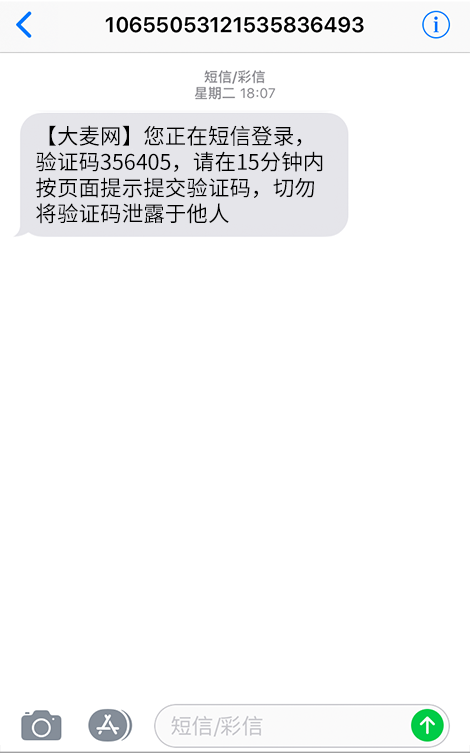 10655053121535836493
短信/彩信
星期二 18:07
【大麦网】您正在短信登录，
验证码356405，请在15分钟内
按页面提示提交验证码，切勿
将验证码泄露于他人
短信/彩信